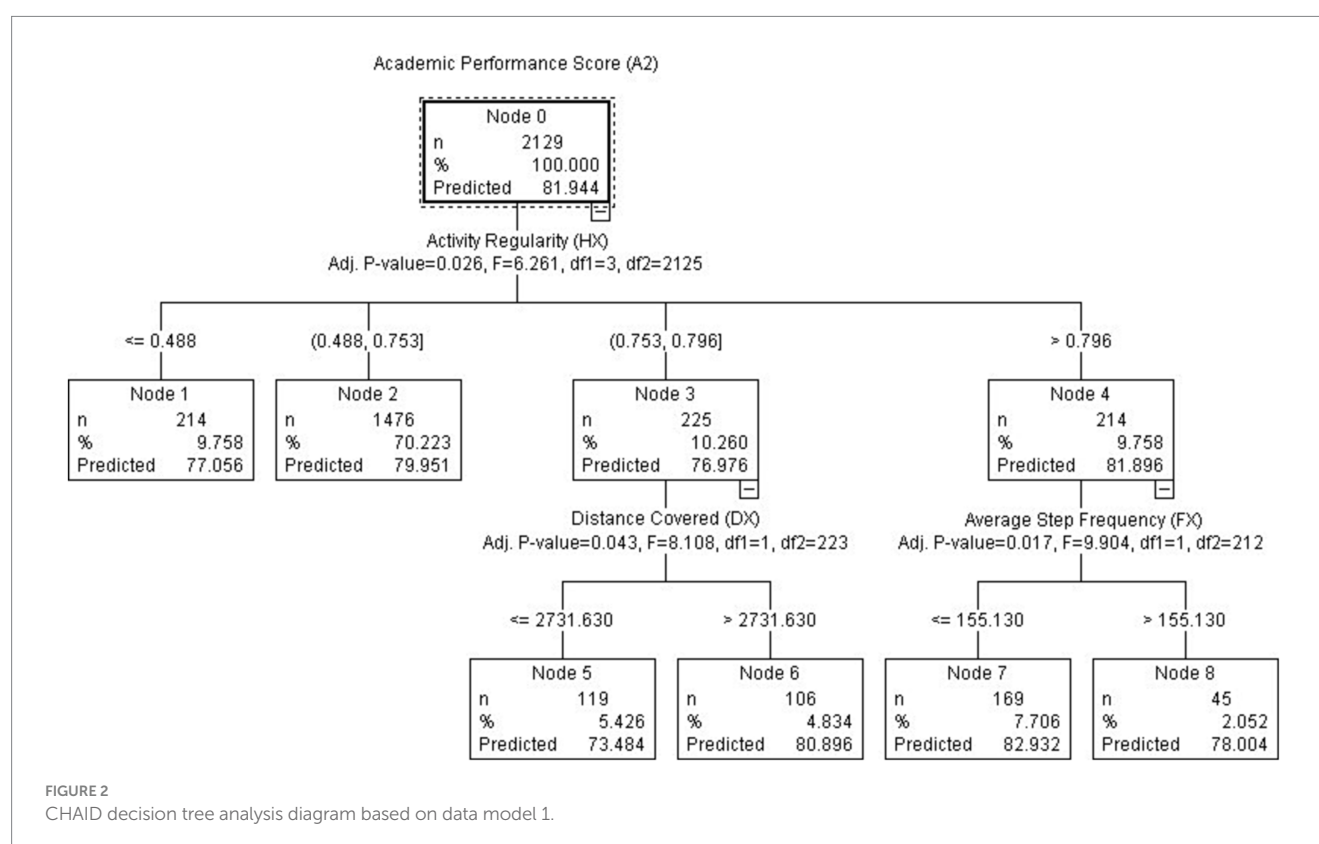 Academic Performance Score (A2)
Node 0
n 2129
% 100.000
Predicted 81.944
Activity Regularity (HX)
Adj. P-value=0.026, F=6.261, df1=3, df2=2125
<= 0.488
(0.488, 0.753]
(0.753, 0.796]
> 0.796
Node 1
n 214
% 9.758
Predicted 77.056
Node 2
n 1476
% 70.223
Predicted 79.951
Node 3
n 225
% 10.260
Predicted 76.976
Node 4
n 214
% 9.758
Predicted 81.896
Distance Covered (DX)
Adj. P-value=0.043, F=8.108, df1=1, df2=223
Average Step Frequency (FX)
Adj. P-value=0.017, F=9.904, df1=1, df2=212
<= 2731.630
> 2731.630
<= 155.130
> 155.130
Node 5
n 119
% 5.426
Predicted 73.484
Node 6
n 106
% 4.834
Predicted 80.896
Node 7
n 169
% 7.706
Predicted 82.932
Node 8
n 45
% 2.052
Predicted 78.004
FIGURE 2
CHAID decision tree analysis diagram based on data model 1.